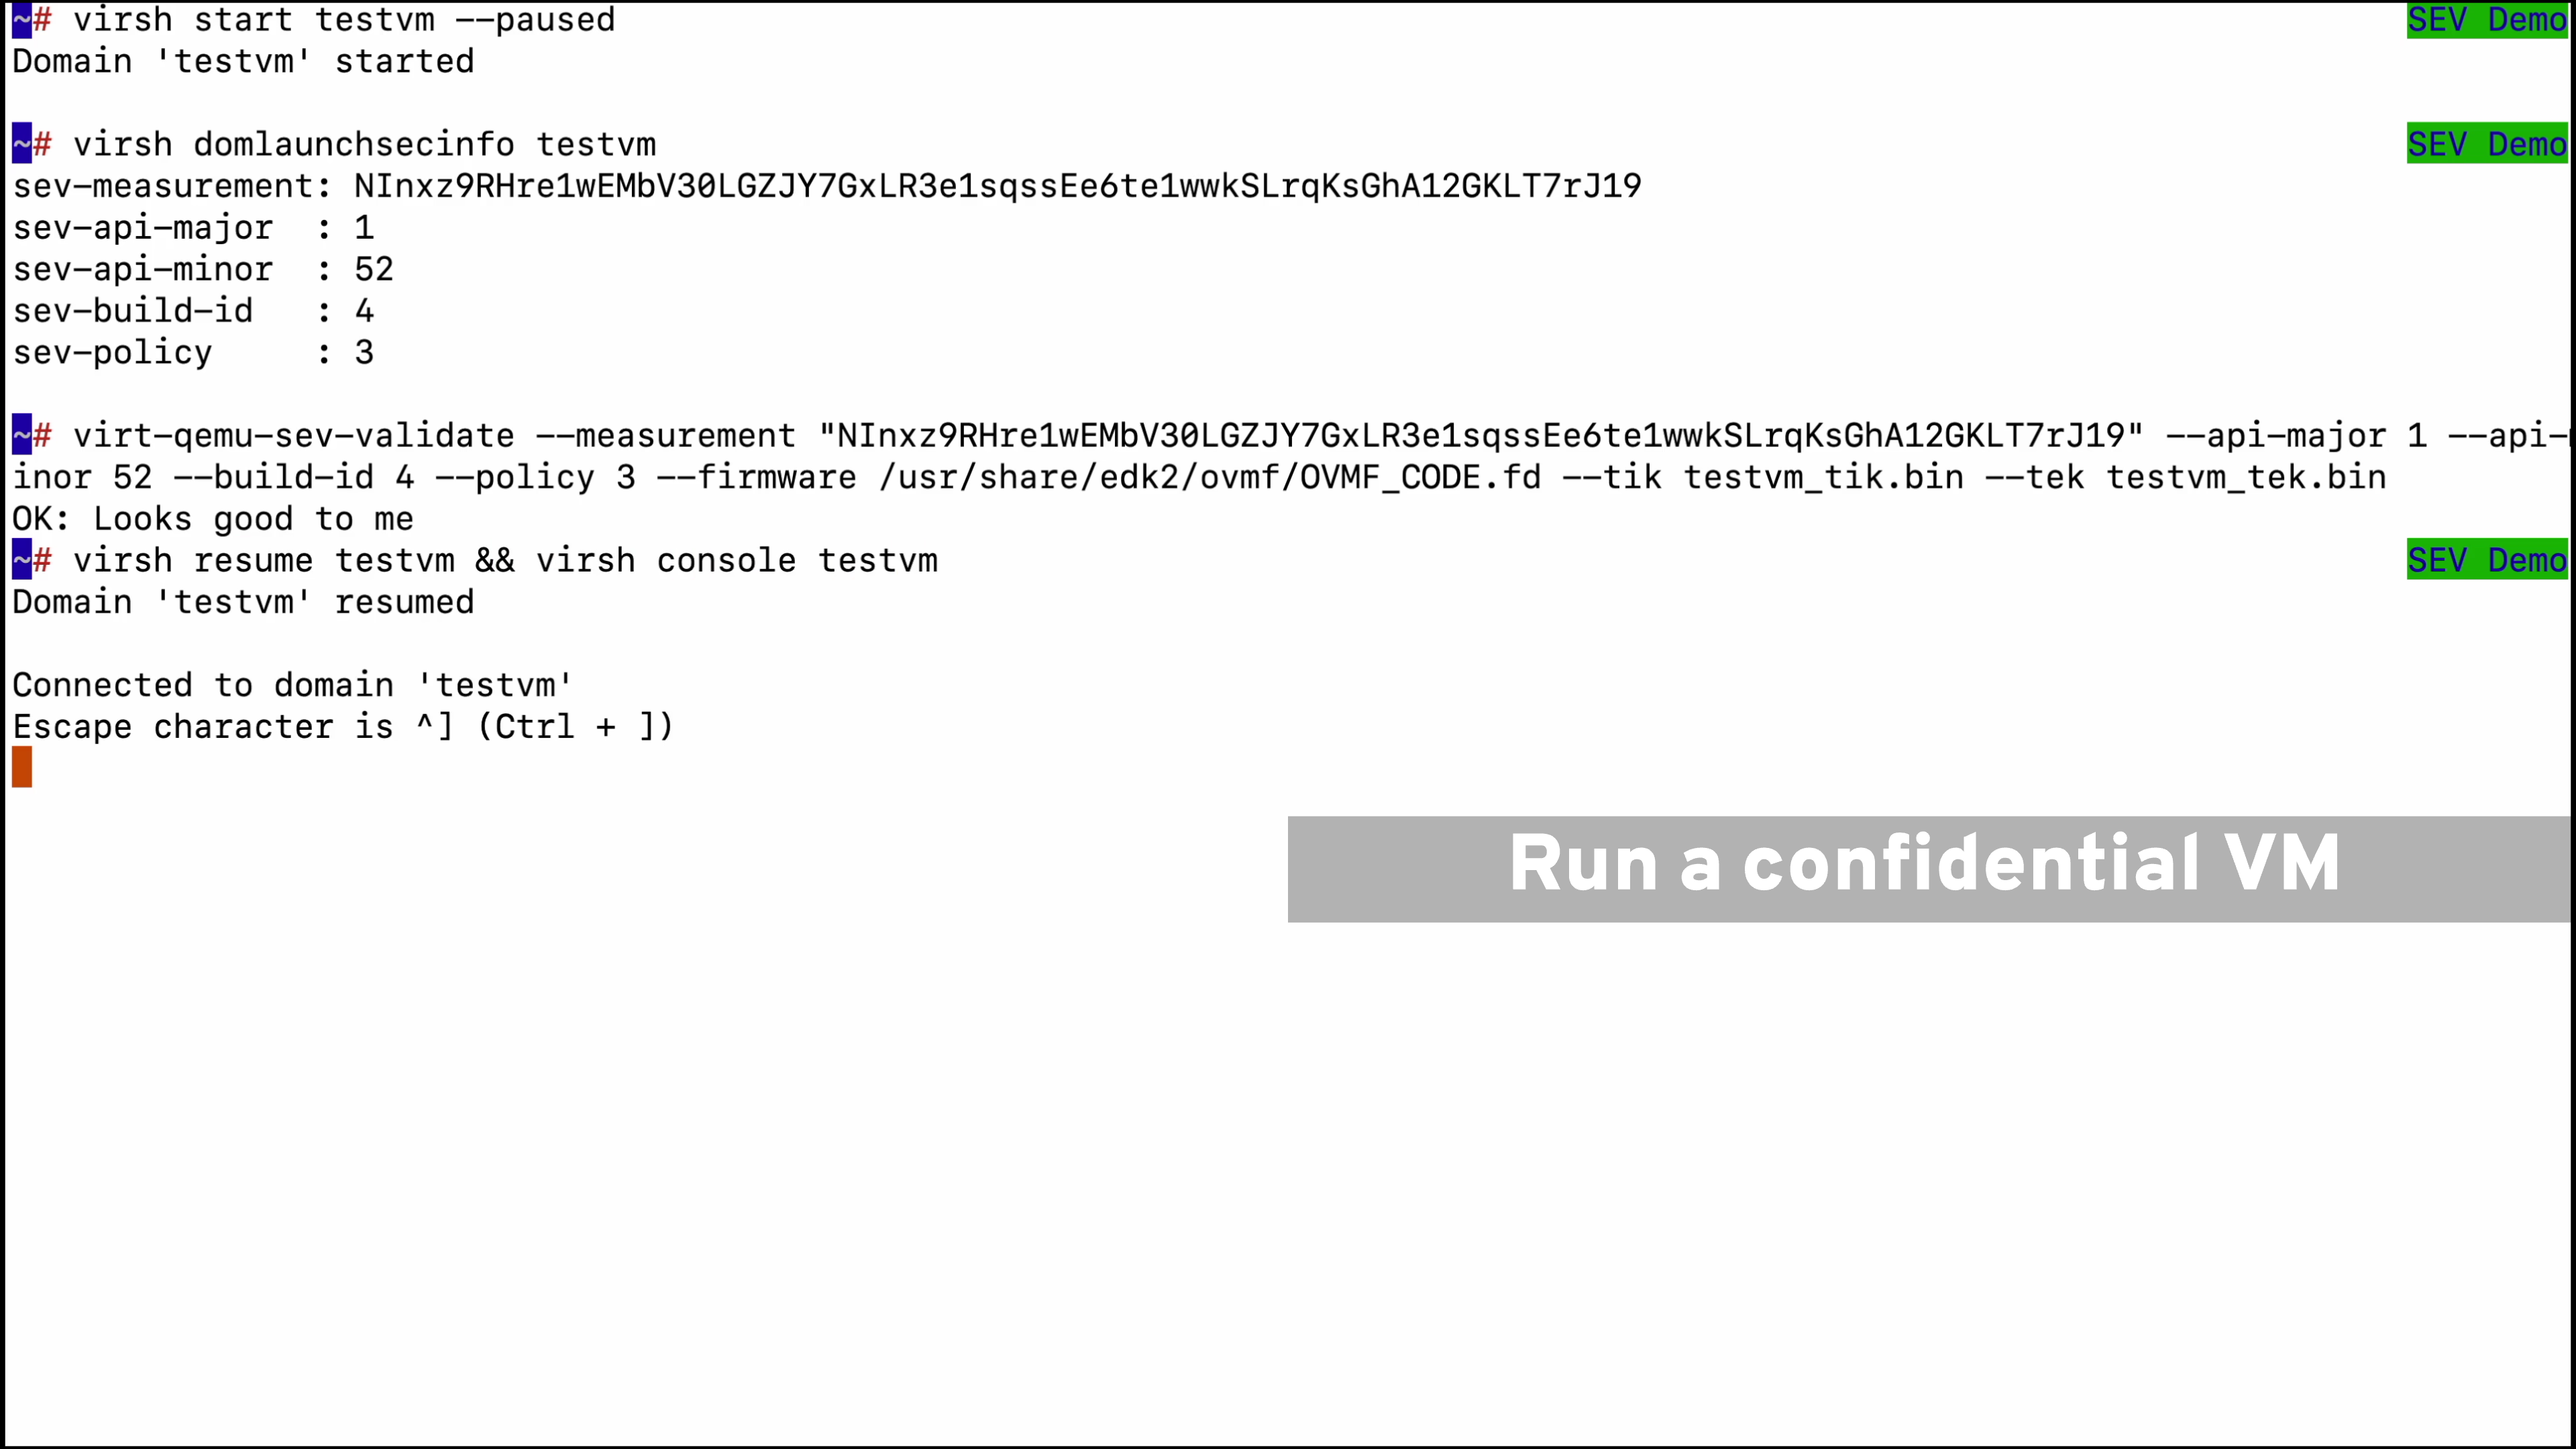 ~# virsh start testvm --paused SEV Demo
Domain 'testvm' started
~# virsh domlaunchsecinfo testvm SEV Demo
sev-measurement: NInxz9RHre1wEMbV30LGZJY7GxLR3e1sqssEe6te1wwkSLrqKsGhA12GKLT7rJ19
sev-api-major  : 1
sev-api-minor  : 52
sev-build-id   : 4
sev-policy     : 3
~# virt-qemu-sev-validate --measurement "NInxz9RHre1wEMbV30LGZJY7GxLR3e1sqssEe6te1wwkSLrqKsGhA12GKLT7rJ19" --api-major 1 --api-m
inor 52 --build-id 4 --policy 3 --firmware /usr/share/edk2/ovmf/OVMF_CODE.fd --tik testvm_tik.bin --tek testvm_tek.bin
OK: Looks good to me
~# virsh resume testvm && virsh console testvm SEV Demo
Domain 'testvm' resumed
Connected to domain 'testvm'
Escape character is ^] (Ctrl + ])
Run a confidential VM